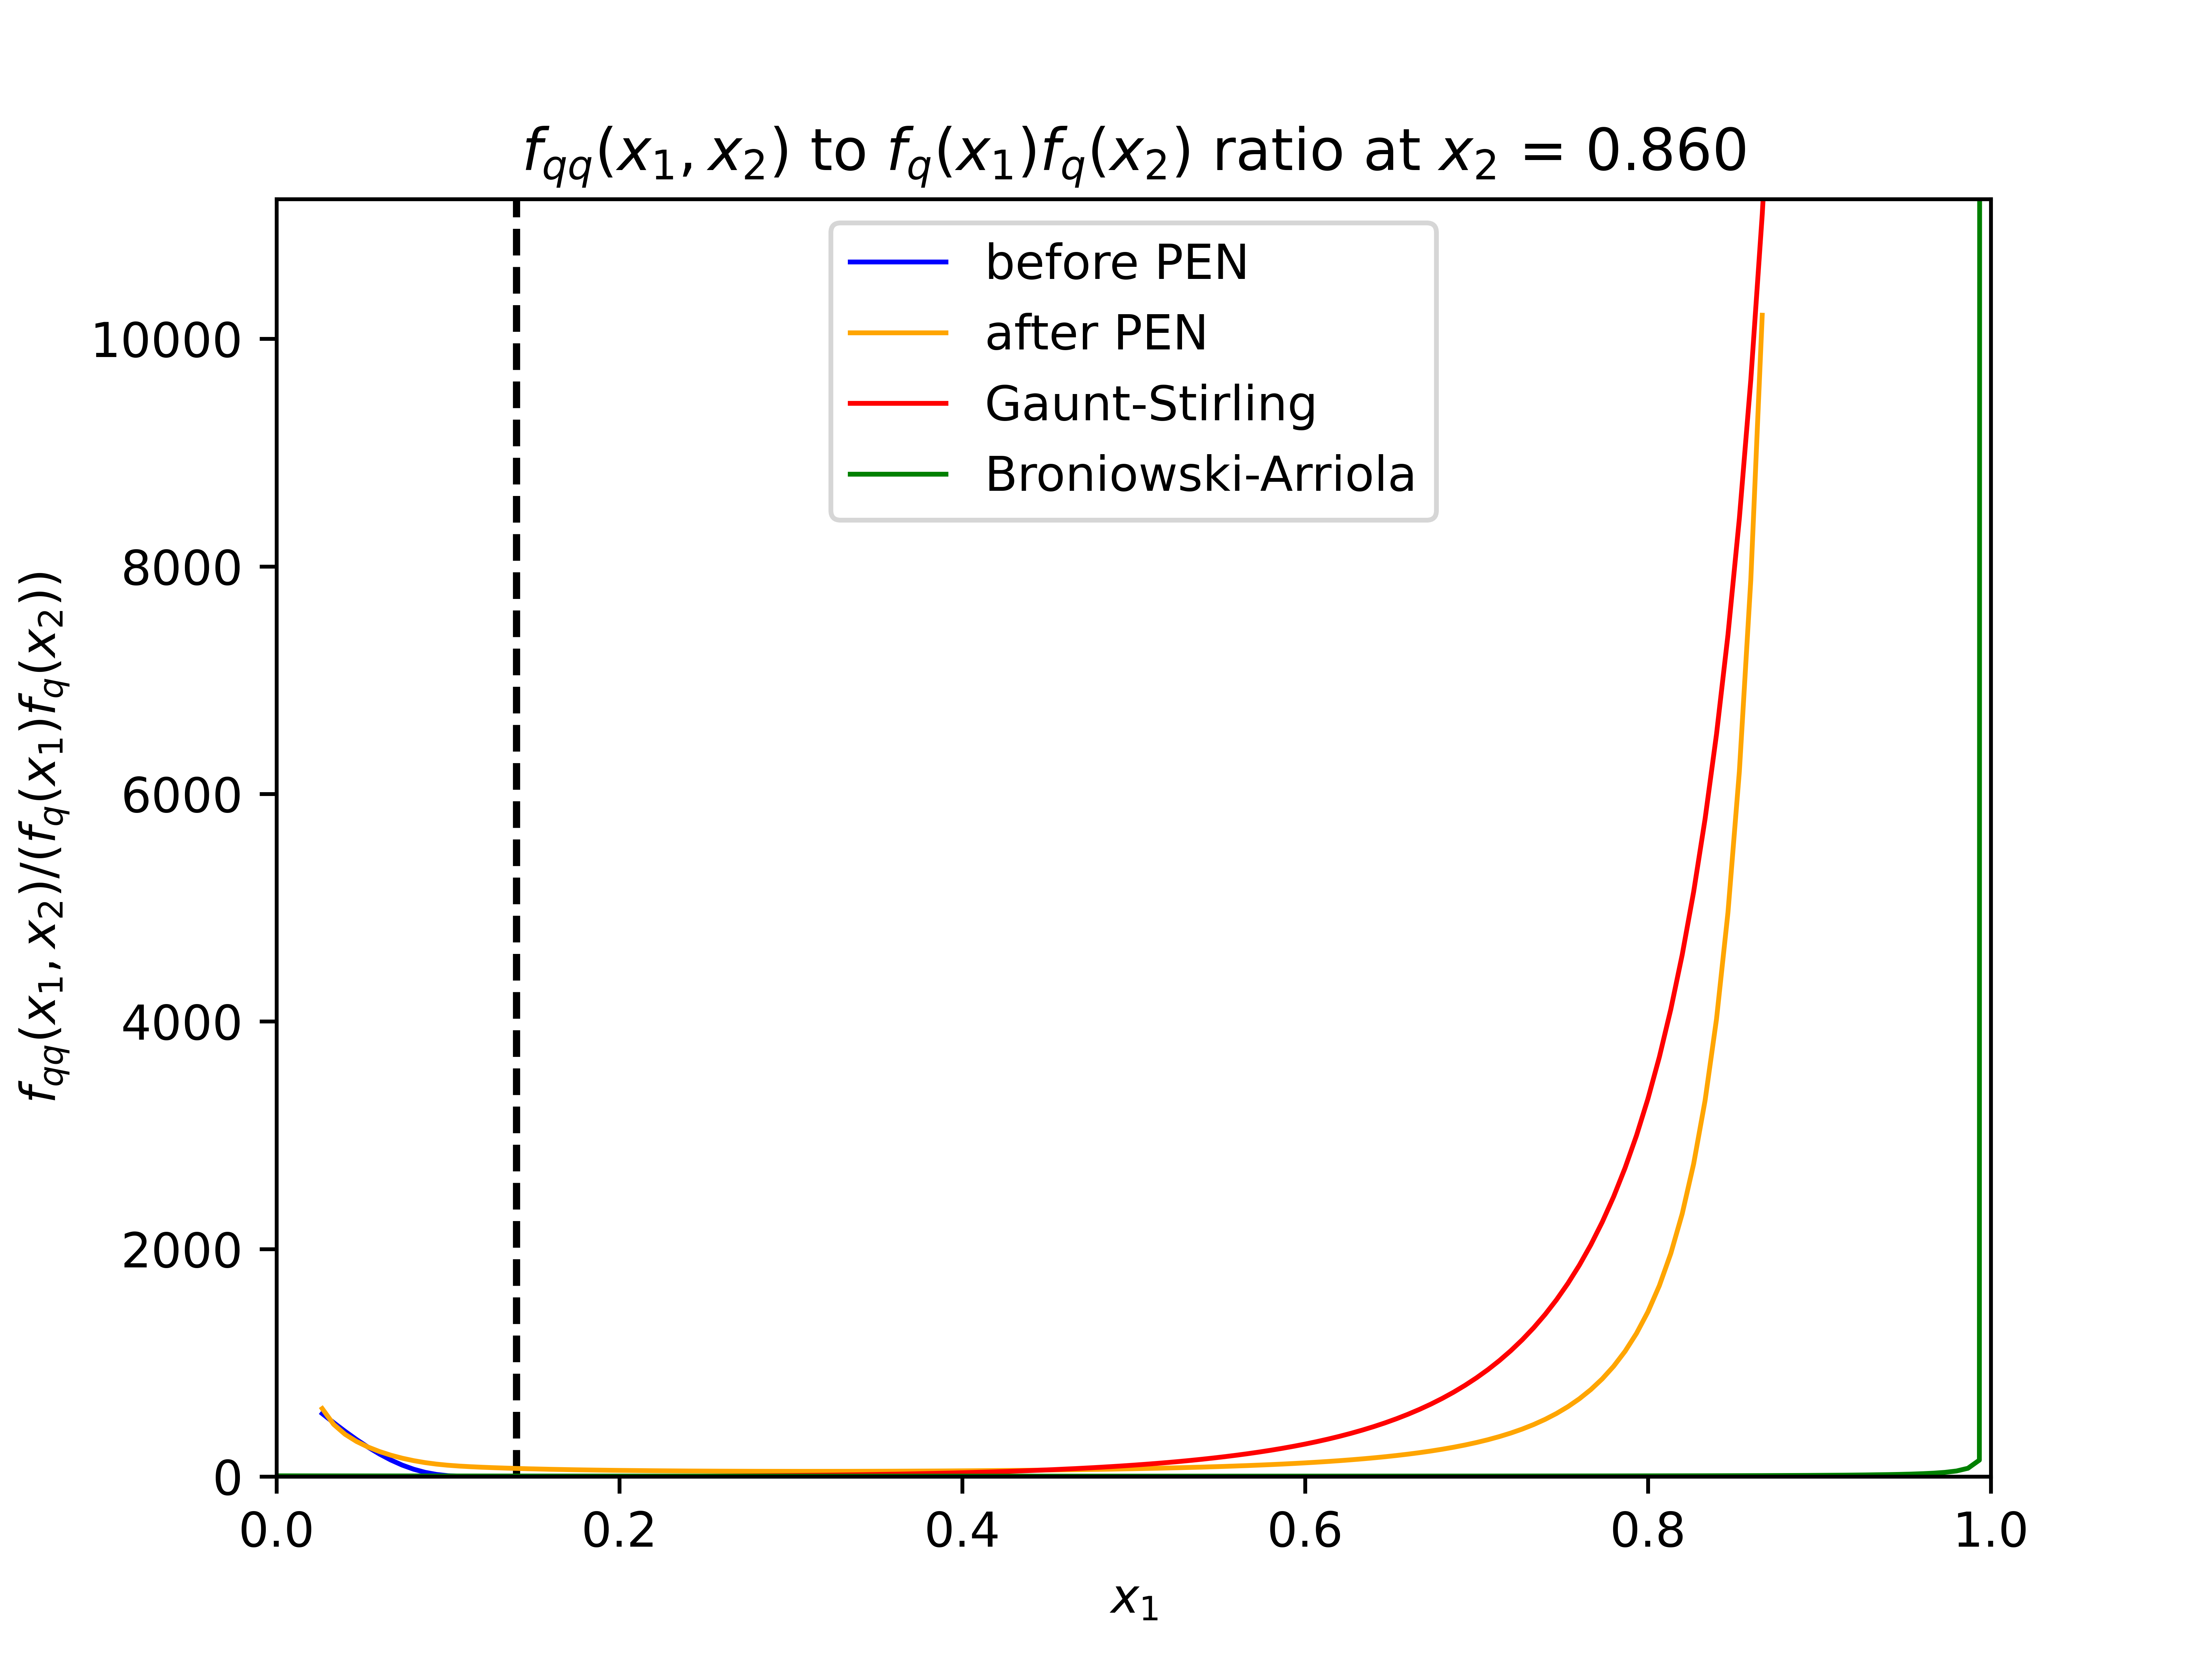 f_qq(x_1, x_2) to f_q(x_1)f_q(x_2) ratio at x_2 = 0.860
before PEN
after PEN
Gaunt-Stirling
Broniowski-Arriola
f_qq(x_1, x_2)/(f_q(x_1)f_q(x_2))
10000
8000
6000
4000
2000
0
0.0 0.2 0.4 0.6 0.8 1.0
x_1